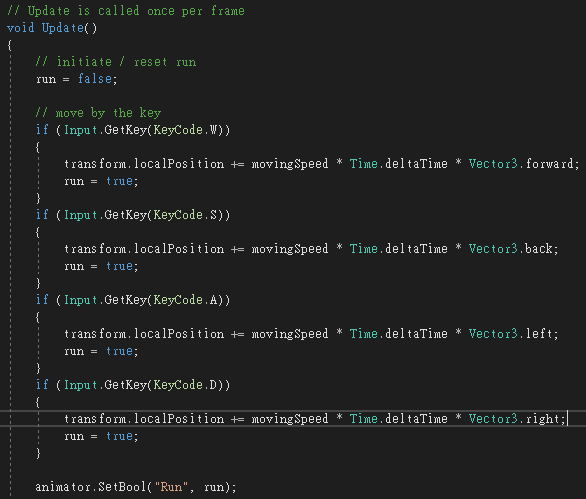 // Update is called once per frame
void Update()
{
    // initiate / reset run
    run = false;

    // move by the key
    if (Input.GetKey(KeyCode.W))
    {
        transform.localPosition += movingSpeed * Time.deltaTime * Vector3.forward;
        run = true;
    }
    if (Input.GetKey(KeyCode.S))
    {
        transform.localPosition += movingSpeed * Time.deltaTime * Vector3.back;
        run = true;
    }
    if (Input.GetKey(KeyCode.A))
    {
        transform.localPosition += movingSpeed * Time.deltaTime * Vector3.left;
        run = true;
    }
    if (Input.GetKey(KeyCode.D))
    {
        transform.localPosition += movingSpeed * Time.deltaTime * Vector3.right;
        run = true;
    }

    animator.SetBool("Run", run);